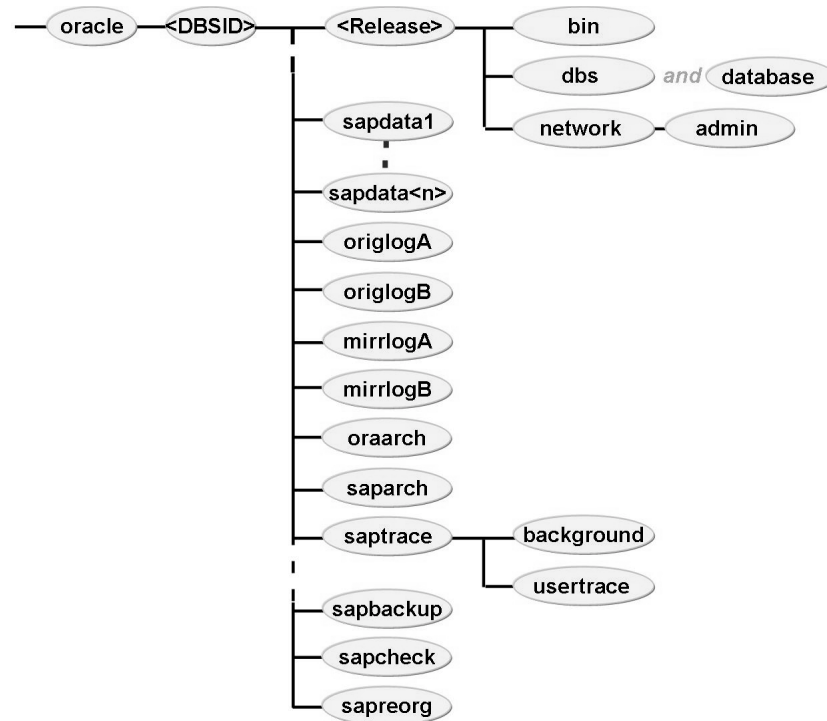 oracle <DBSID> <Release> bin
dbs and database
network admin
sapdata1
sapdata<n>
origlogA
origlogB
mirrlogA
mirrlogB
oraarch
saparch
saptrace background
usertrace
sapbackup
sapcheck
sapreorg